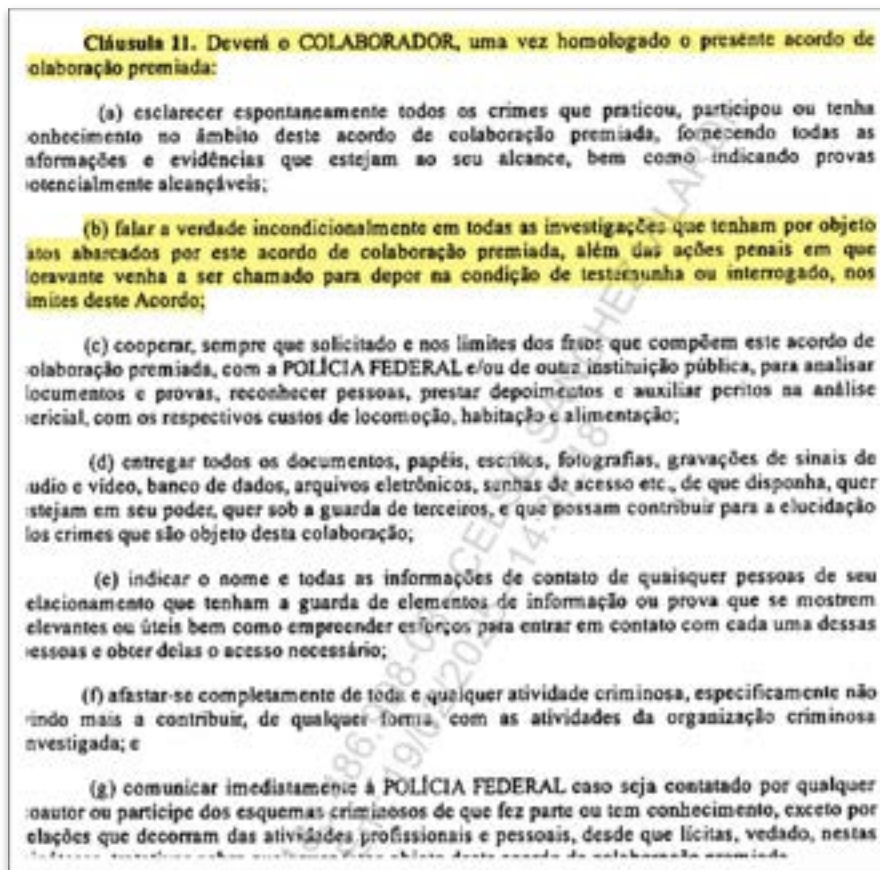 Cláusula 11. Deverá o COLABORADOR, uma vez homologado o presente acordo de
olaboração premiada:
(a) esclarecer espontaneamente todos os crimes que praticou, participou ou tenha
onhecimento no âmbito deste acordo de colaboração premiada, fornecendo todas as
nformações e evidências que estejam ao seu alcance, bem como indicando provas
otencialmente alcançáveis;
(b) falar a verdade incondicionalmente em todas as investigações que tenham por objeto
atos abarcados por este acordo de colaboração premiada, além das ações penais em que
loravante venha a ser chamado para depor na condição de testemunha ou interrogado, nos
imites deste Acordo;
(c) cooperar, sempre que solicitado e nos limites dos fatos que compõem este acordo de
olaboração premiada, com a POLÍCIA FEDERAL e/ou de outra instituição pública, para analisar
locumentos e provas, reconhecer pessoas, prestar depoimentos e auxiliar peritos na análise
ericial, com os respectivos custos de locomoção, habitação e alimentação;
(d) entregar todos os documentos, papéis, escritos, fotografias, gravações de sinais de
udio e vídeo, banco de dados, arquivos eletrônicos, senhas de acesso etc., de que disponha, quer
stejam em seu poder, quer sob a guarda de terceiros, e que possam contribuir para a elucidação
los crimes que são objeto desta colaboração;
(e) indicar o nome e todas as informações de contato de quaisquer pessoas de seu
elacionamento que tenham a guarda de elementos de informação ou prova que se mostrem
elevantes ou úteis bem como empreender esforços para entrar em contato com cada uma dessas
essoas e obter delas o acesso necessário;
(f) afastar-se completamente de toda e qualquer atividade criminosa, especificamente não
indo mais a contribuir, de qualquer forma, com as atividades da organização criminosa
nvestigada; e
(g) comunicar imediatamente à POLÍCIA FEDERAL caso seja contatado por qualquer
oautor ou partícipe dos esquemas criminosos de que fez parte ou tem conhecimento, exceto por
elações que decorram das atividades profissionais e pessoais, desde que lícitas, vedado, nestas